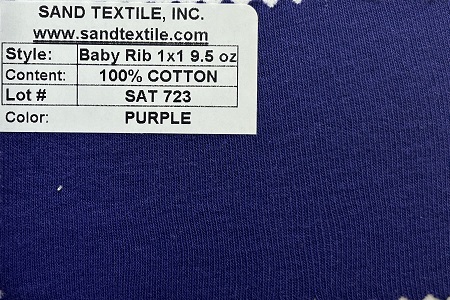 SAND TEXTILE, INC.
www.sandtextile.com
Style: Baby Rib 1x1 9.5 oz
Content: 100% COTTON
Lot # SAT 723
Color: PURPLE